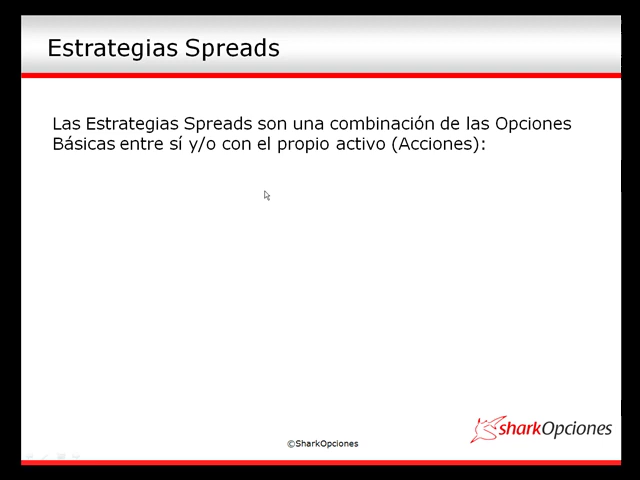 Estrategias Spreads
Las Estrategias Spreads son una combinación de las Opciones
Básicas entre sí y/o con el propio activo (Acciones):
sharkOpciones
©SharkOpciones